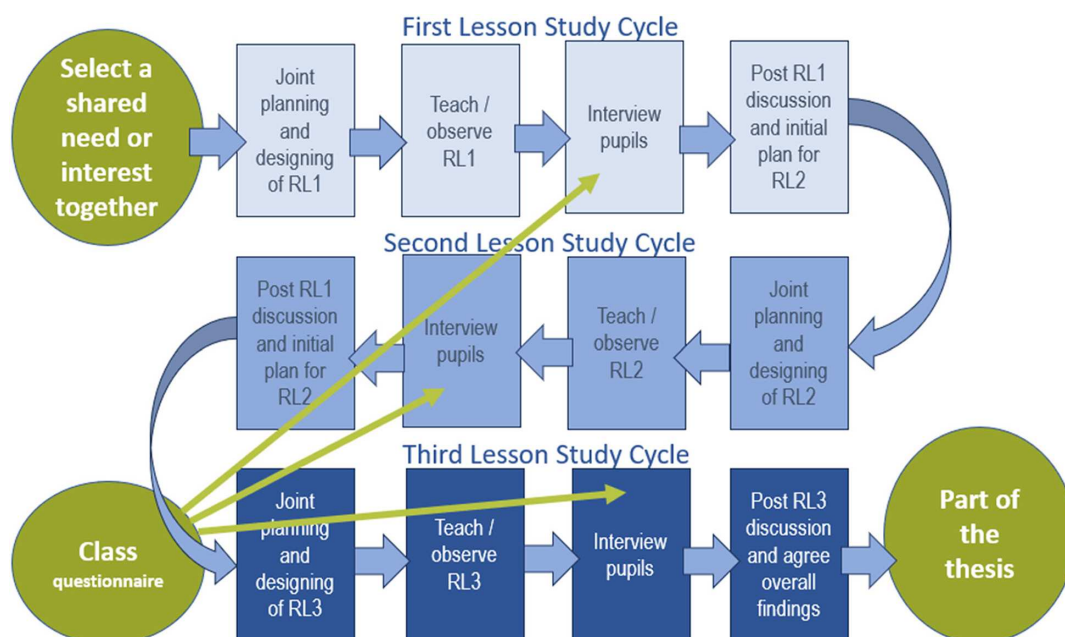 First Lesson Study Cycle
Select a
shared
need or
interest
together
Joint
planning
and
designing
of RL1
Teach /
observe
RL1
Interview
pupils
Post RL1
discussion
and initial
plan for
RL2
Second Lesson Study Cycle
Post RL1
discussion
and initial
plan for
RL2
Interview
pupils
Teach /
observe
RL2
Joint
planning
and
designing
of RL2
Third Lesson Study Cycle
Class
questionnaire
Joint
planning
and
designing
of RL3
Teach /
observe
RL3
Interview
pupils
Post RL3
discussion
and agree
overall
findings
Part of
the
thesis